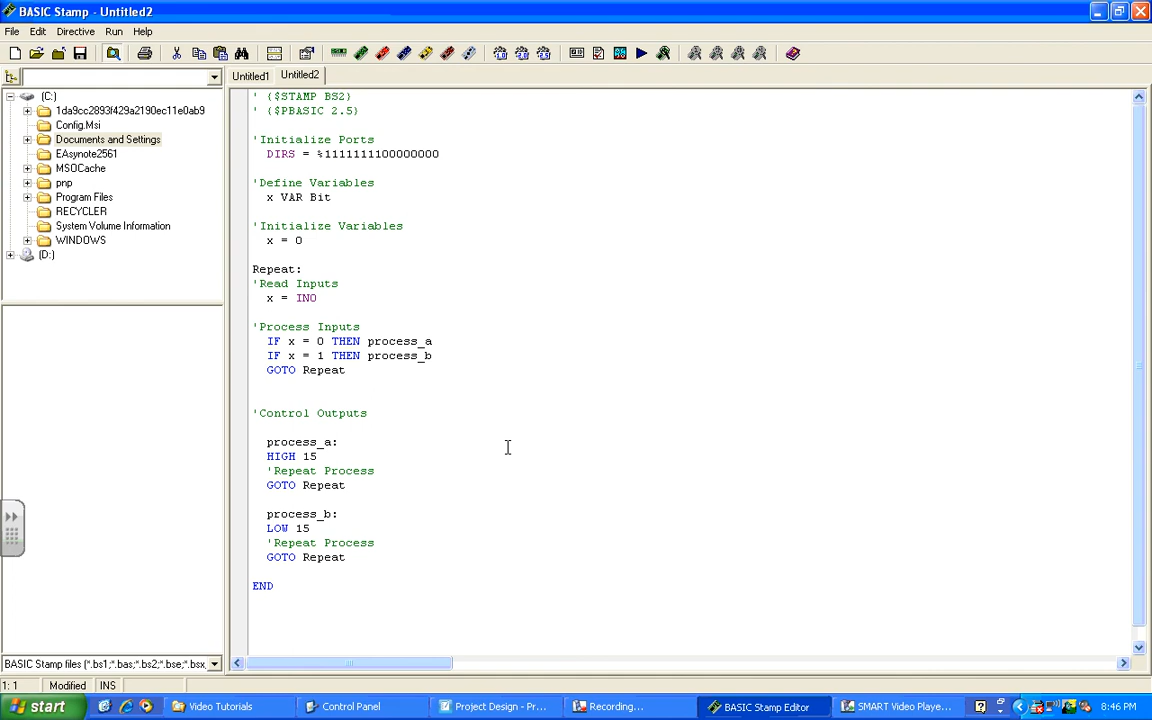 BASIC Stamp - Untitled2
File Edit Directive Run Help
Untitled1 Untitled2
(C:)
1da9cc2893f429a2190ec11e0ab9
Config.Msi
Documents and Settings
EAsynote2561
MSOCache
pnp
Program Files
RECYCLER
System Volume Information
WINDOWS
(D:)
BASIC Stamp files (*.bs1;*.bas;*.bs2;*.bse;*.bsx,
' {$STAMP BS2}
' {$PBASIC 2.5}
'Initialize Ports
DIRS = %1111111100000000
'Define Variables
x VAR Bit
'Initialize Variables
x = 0
Repeat:
'Read Inputs
x = IN0
'Process Inputs
IF x = 0 THEN process_a
IF x = 1 THEN process_b
GOTO Repeat
'Control Outputs
process_a:
HIGH 15
'Repeat Process
GOTO Repeat
process_b:
LOW 15
'Repeat Process
GOTO Repeat
END
1: 1 Modified INS
start Video Tutorials Control Panel Project Design - Pr... Recording... BASIC Stamp Editor SMART Video Playe... 8:46 PM